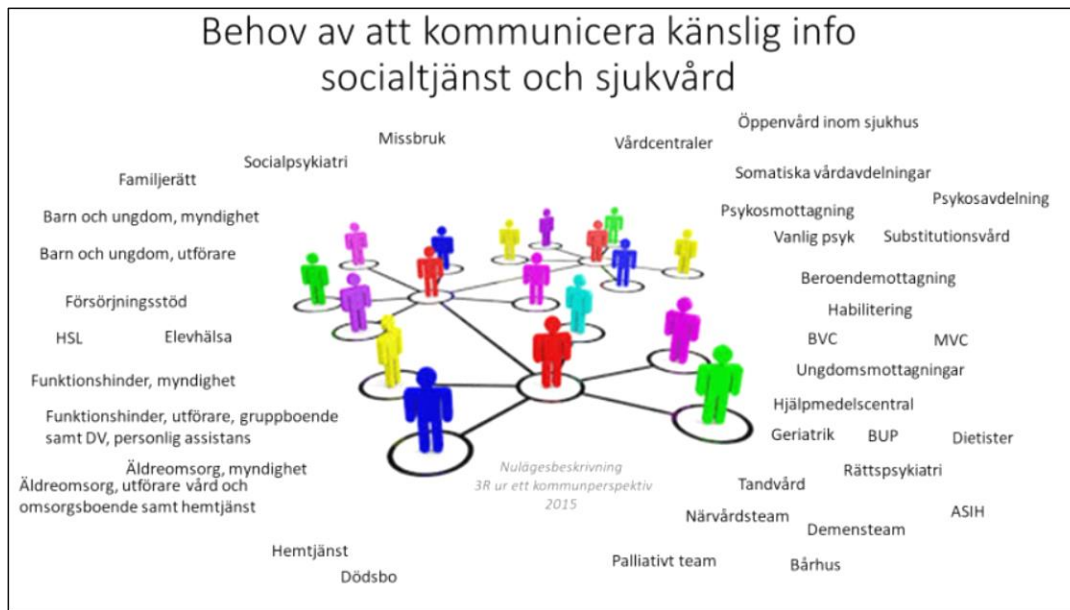 Behov av att kommunicera känslig info
socialtjänst och sjukvård
Missbruk
Socialpsykiatri
Familjerätt
Barn och ungdom, myndighet
Barn och ungdom, utförare
Försörjningsstöd
HSL
Elevhälsa
Funktionshinder, myndighet
Funktionshinder, utförare, gruppboende
samt DV, personlig assistans
Äldreomsorg, myndighet
Äldreomsorg, utförare vård och
omsorgsboende samt hemtjänst
Hemtjänst
Dödsbo
Nulägesbeskrivning
3R ur ett kommunperspektiv
2015
Öppenvård inom sjukhus
Vårdcentraler
Somatiska vårdavdelningar
Psykosavdelning
Psykosmottagning
Vanlig psyk
Substitutionsvård
Beroendemottagning
Habilitering
BVC
MVC
Ungdomsmottagningar
Hjälpmedelscentral
Geriatrik
BUP
Dietister
Rättspsykiatri
Tandvård
ASIH
Närvårdsteam
Demensteam
Palliativt team
Bårhus